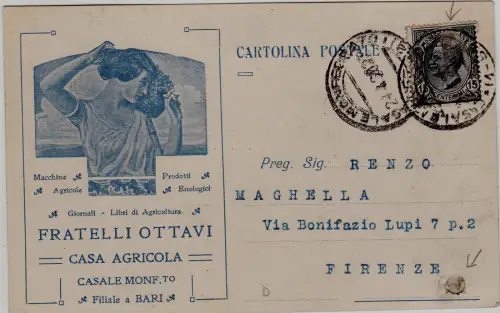 CARTOLINA POSTALE
15
Macchine Prodotti
Agricole Enologici
Giornali - Libri di Agricoltura
FRATELLI OTTAVI
CASA AGRICOLA
CASALE MONF.TO
Filiale a BARI
Preg. Sig. RENZO
MAGHELLA
Via Bonifazio Lupi 7 p.2
FIRENZE
D